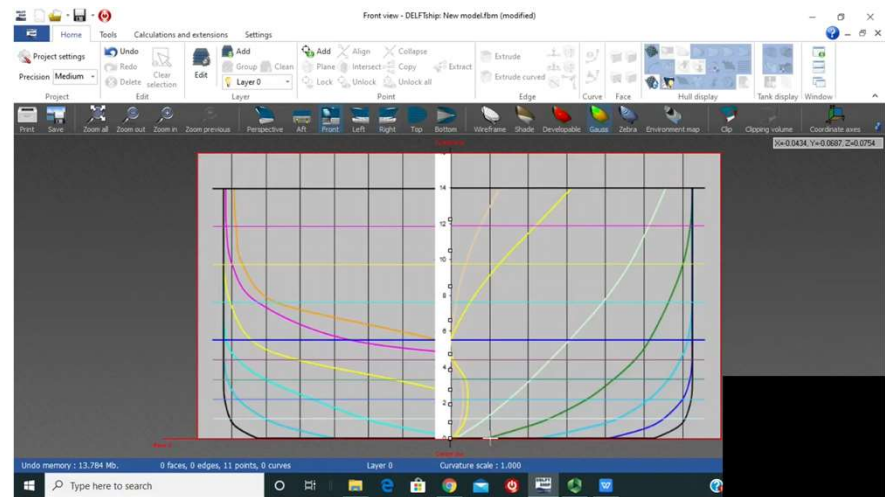 Front view - DELFTship: New model.fbm (modified)
Home Tools Calculations and extensions Settings
Project settings
Precision Medium
Project
Undo
Redo
Delete
Clear selection
Edit
Edit
Add
Group Clean
Layer 0
Layer
Add Align Collapse
Plane Intersect Copy Extract
Lock Unlock Unlock all
Point
Extrude
Extrude curved
Edge
Curve
Face
Hull display
Tank display
Window
Print Save Zoom all Zoom out Zoom in Zoom previous Perspective Aft Front Left Right Top Bottom Wireframe Shade Developable Gauss Zebra Environment map Clip Clipping volume Coordinate axes
X=-0.0434, Y=-0.0687, Z=0.0754
14
12
10
8
6
4
2
0
Undo memory : 13.784 Mb. 0 faces, 0 edges, 11 points, 0 curves Layer 0 Curvature scale : 1.000
Type here to search